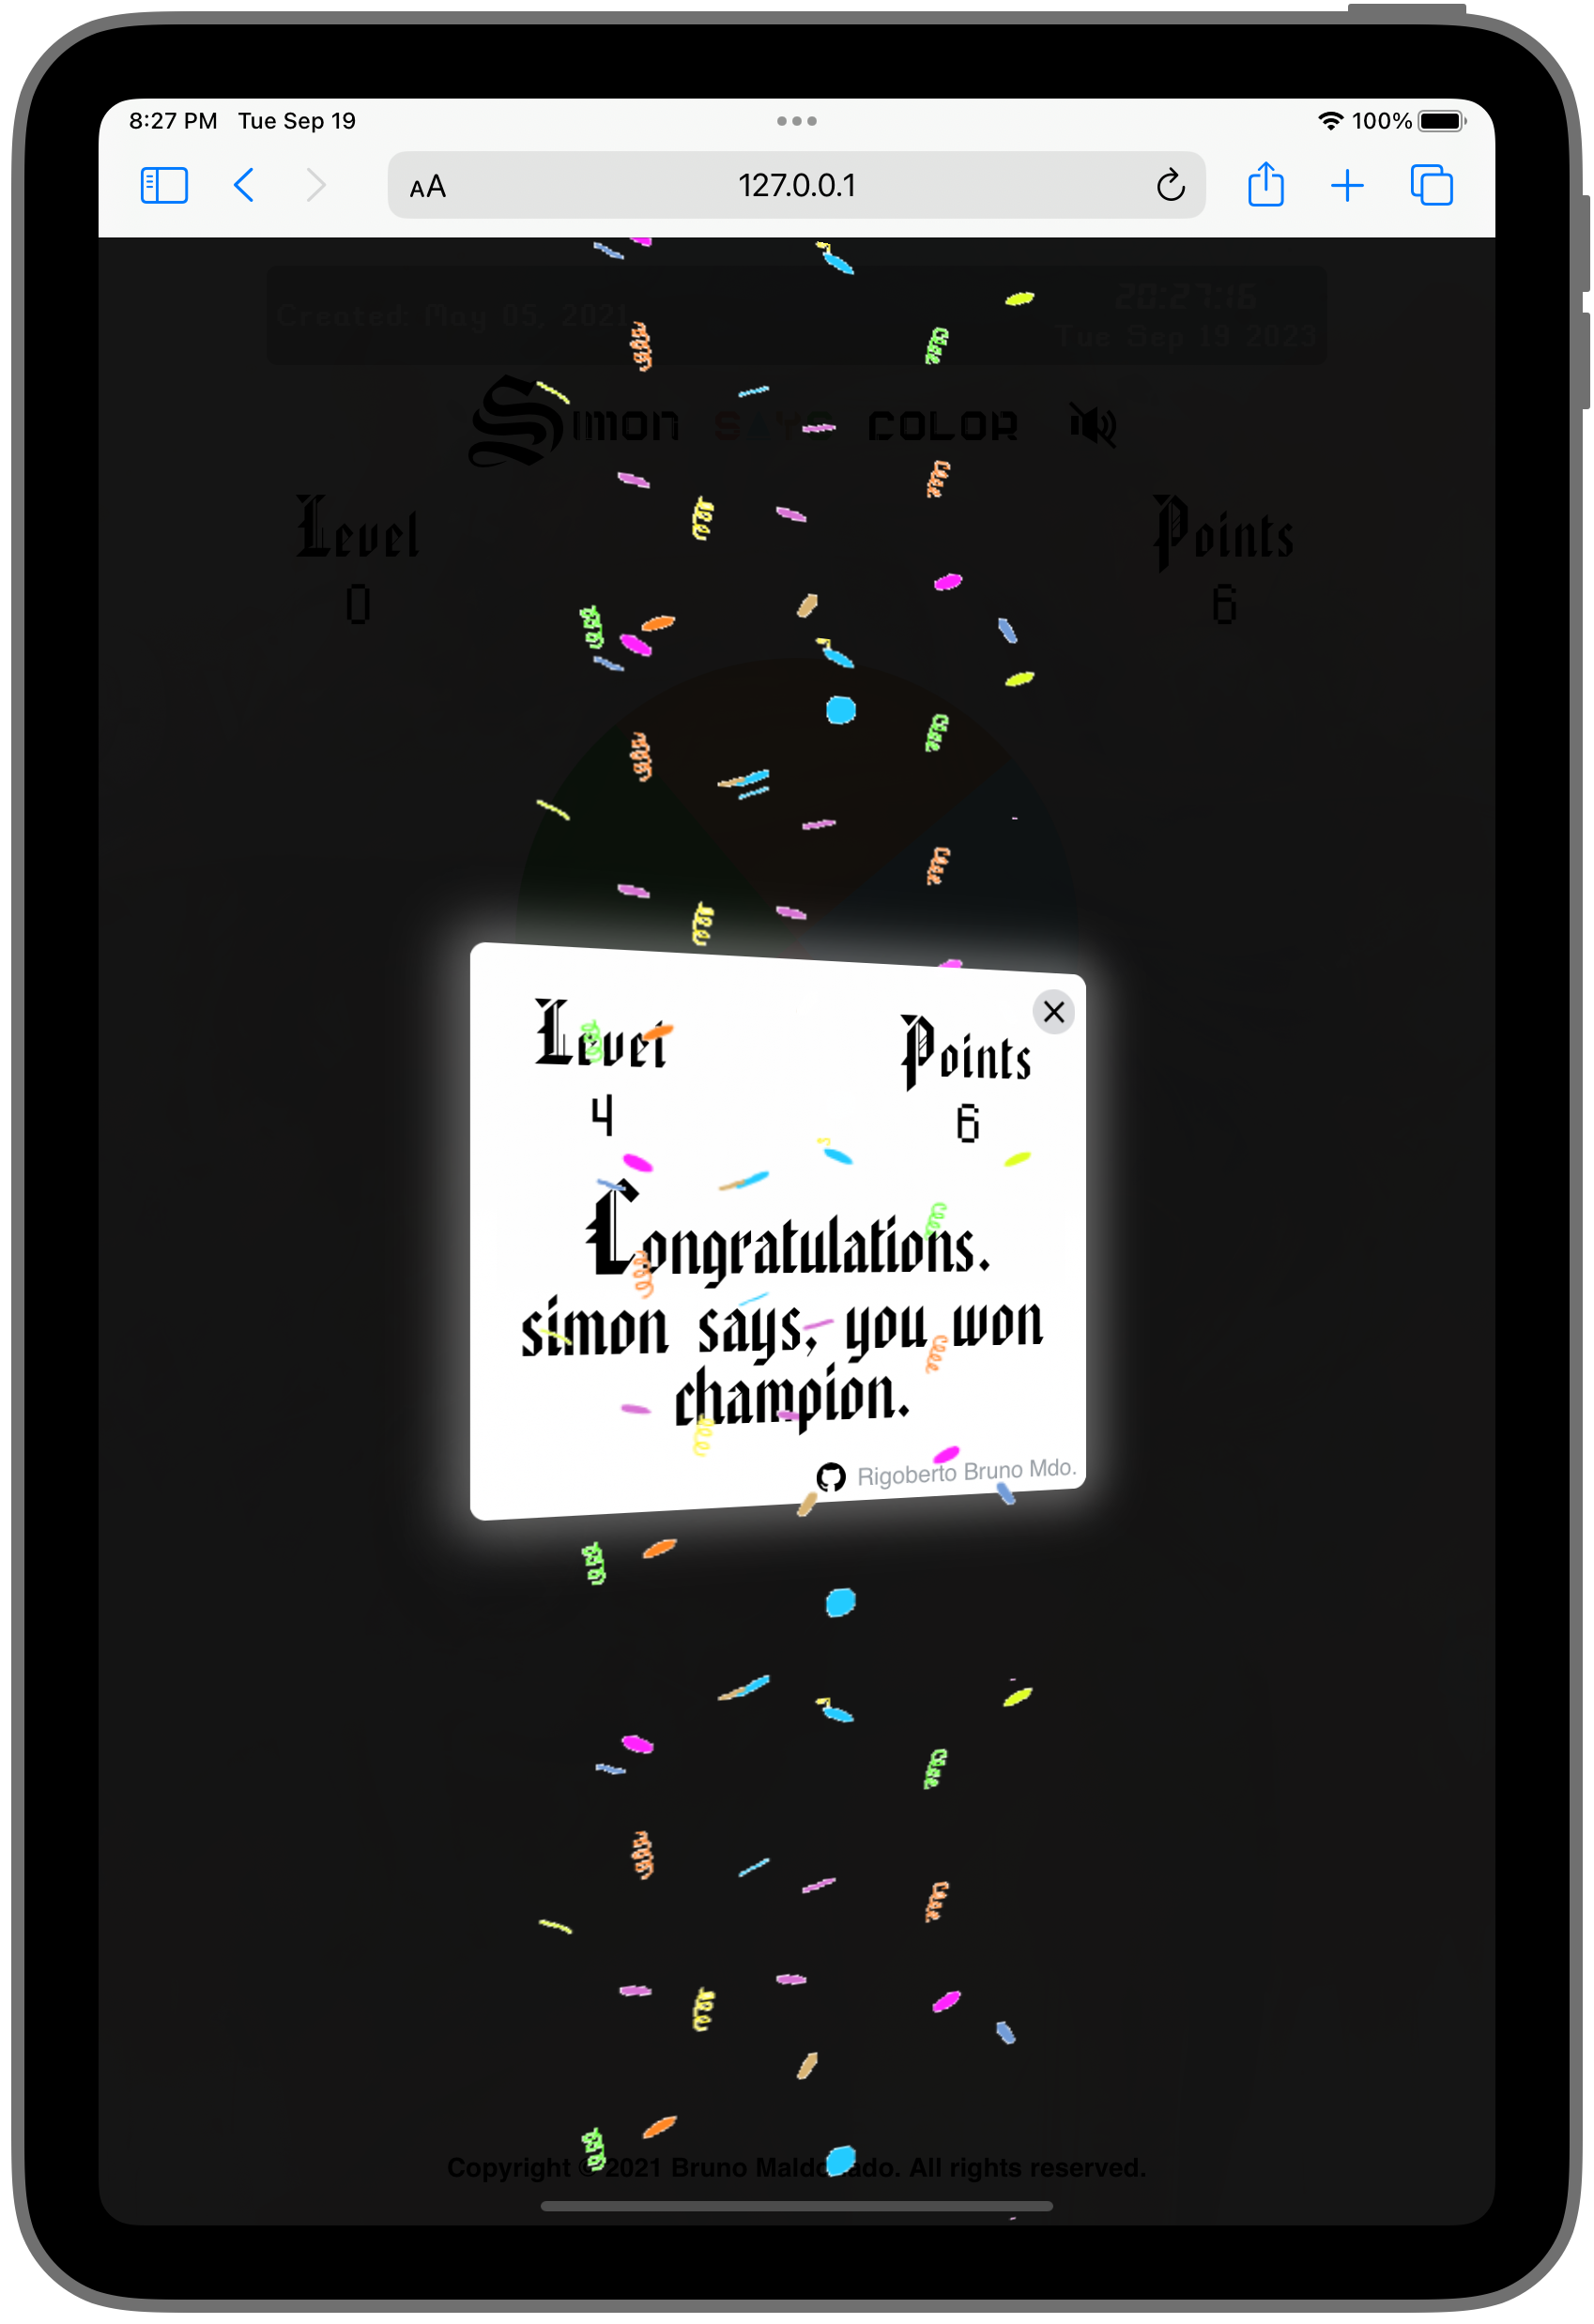 8:27 PM Tue Sep 19
100%
AA 127.0.0.1
Created: May 05, 2021
20:27:16
Tue Sep 19 2023
Simon SAYS COLOR
Level
Points
0
6
Level
Points
4
6
Congratulations.
simon says, you won
champion.
Rigoberto Bruno Mdo.
Copyright © 2021 Bruno Maldonado. All rights reserved.